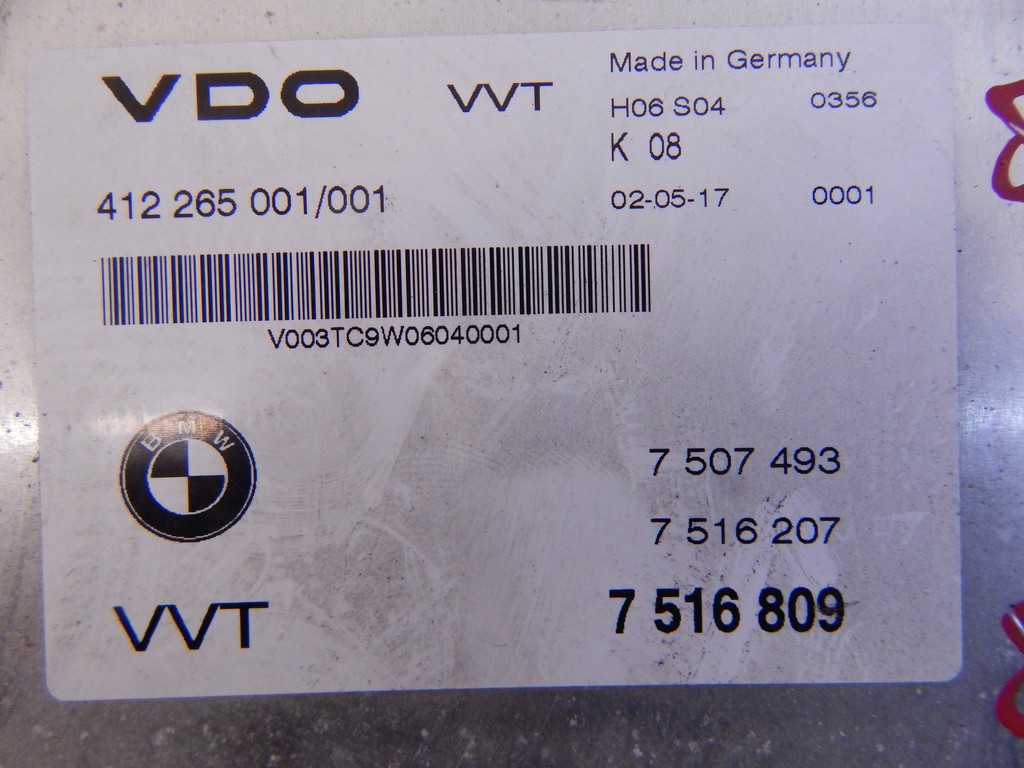 VDO VVT Made in Germany
H06 S04 0356
K 08
412 265 001/001 02-05-17 0001
V003TC9W06040001
BMW
7 507 493
7 516 207
VVT 7 516 809